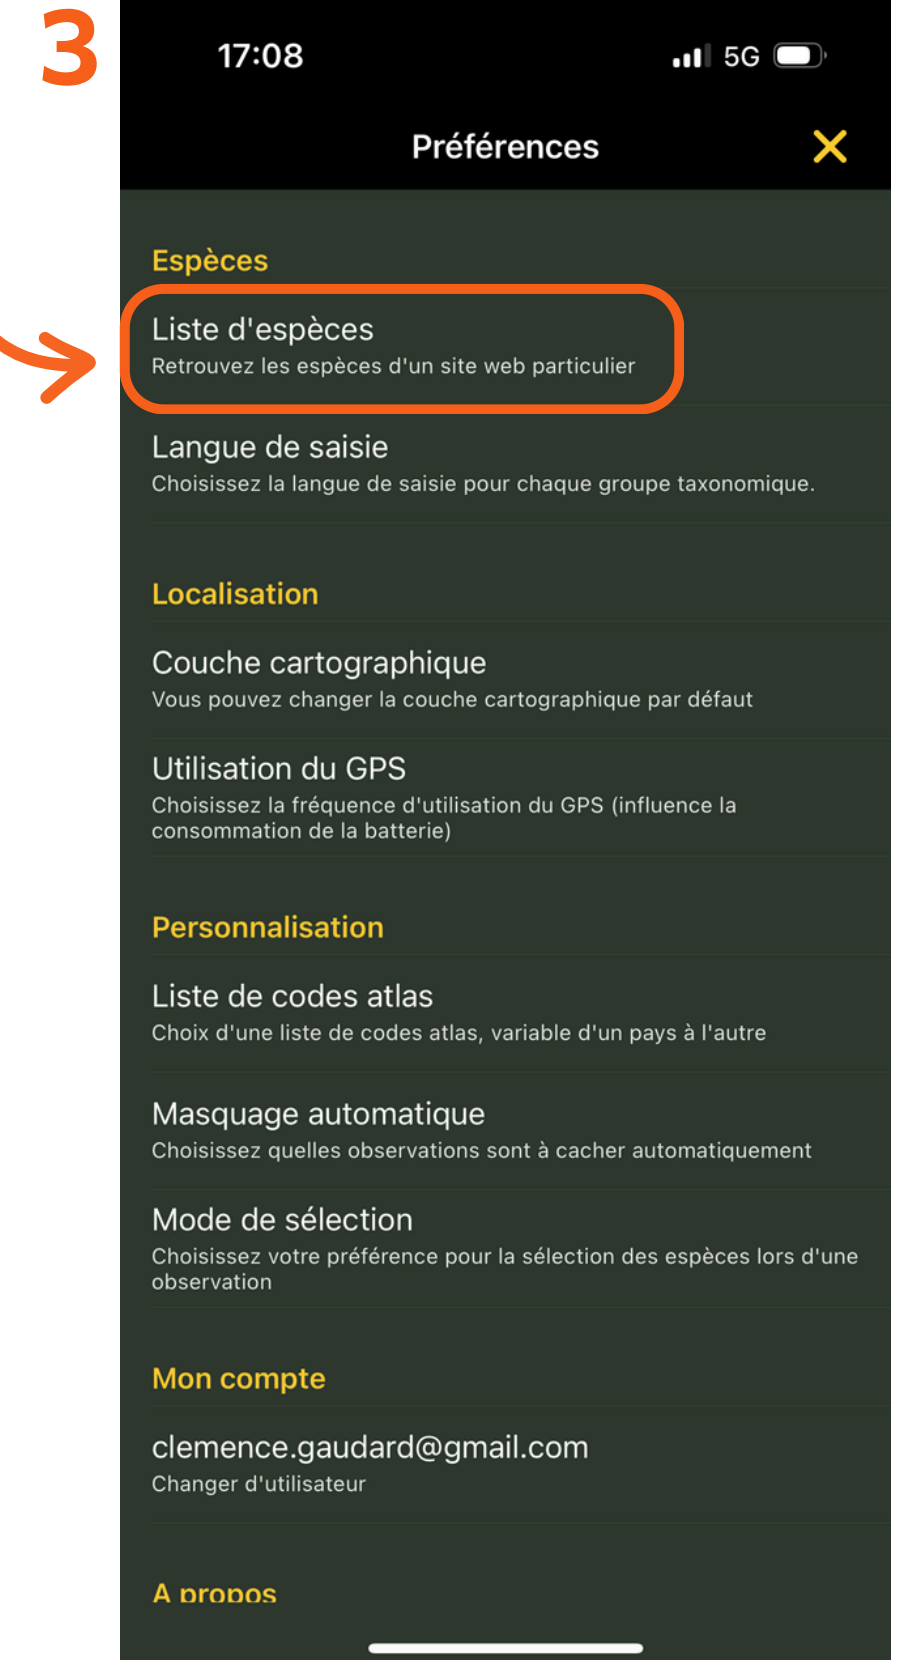 3
17:08
5G
Préférences
Espèces
Liste d'espèces
Retrouvez les espèces d'un site web particulier
Langue de saisie
Choisissez la langue de saisie pour chaque groupe taxonomique.
Localisation
Couche cartographique
Vous pouvez changer la couche cartographique par défaut
Utilisation du GPS
Choisissez la fréquence d'utilisation du GPS (influence la
consommation de la batterie)
Personnalisation
Liste de codes atlas
Choix d'une liste de codes atlas, variable d'un pays à l'autre
Masquage automatique
Choisissez quelles observations sont à cacher automatiquement
Mode de sélection
Choisissez votre préférence pour la sélection des espèces lors d'une
observation
Mon compte
clemence.gaudard@gmail.com
Changer d'utilisateur
A propos